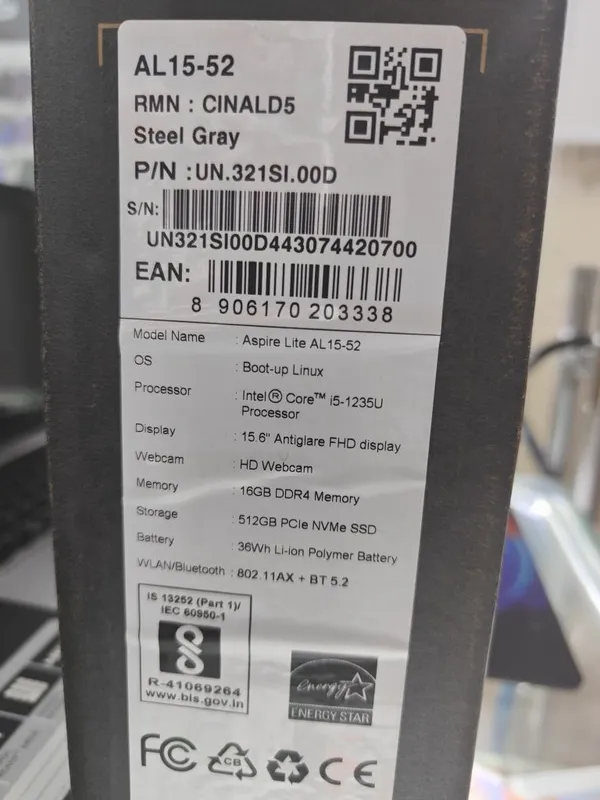 AL15-52
RMN : CINALD5
Steel Gray
P/N :UN.321SI.00D
S/N:
UN321SI00D443074420700
EAN:
8 906170 203338
Model Name : Aspire Lite AL15-52
OS : Boot-up Linux
Processor : Intel® Core™ i5-1235U
Processor
Display : 15.6" Antiglare FHD display
Webcam : HD Webcam
Memory : 16GB DDR4 Memory
Storage : 512GB PCIe NVMe SSD
Battery : 36Wh Li-ion Polymer Battery
WLAN/Bluetooth : 802.11AX + BT 5.2
IS 13252 (Part 1)/
IEC 60950-1
R-41069264
www.bis.gov.in
energy
ENERGY STAR
FC CB CE